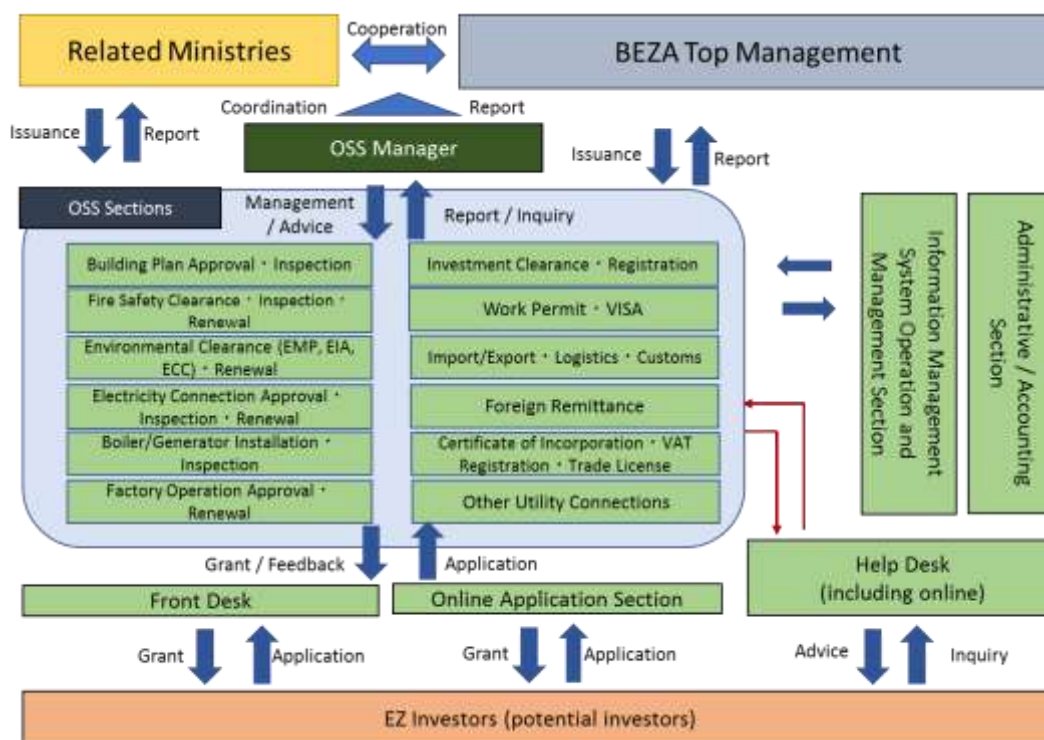 Related Ministries
Cooperation
BEZA Top Management
Coordination
Report
OSS Manager
Issuance
Report
Issuance
Report
OSS Sections
Management
/ Advice
Report / Inquiry
Building Plan Approval・Inspection
Fire Safety Clearance・Inspection・
Renewal
Environmental Clearance (EMP, EIA,
ECC)・Renewal
Electricity Connection Approval・
Inspection・Renewal
Boiler/Generator Installation・
Inspection
Factory Operation Approval・
Renewal
Investment Clearance・Registration
Work Permit・VISA
Import/Export・Logistics・Customs
Foreign Remittance
Certificate of Incorporation・VAT
Registration・Trade License
Other Utility Connections
Information Management
System Operation and
Management Section
Administrative / Accounting
Section
Grant / Feedback
Application
Front Desk
Online Application Section
Help Desk
(including online)
Grant
Application
Grant
Application
Advice
Inquiry
EZ Investors (potential investors)